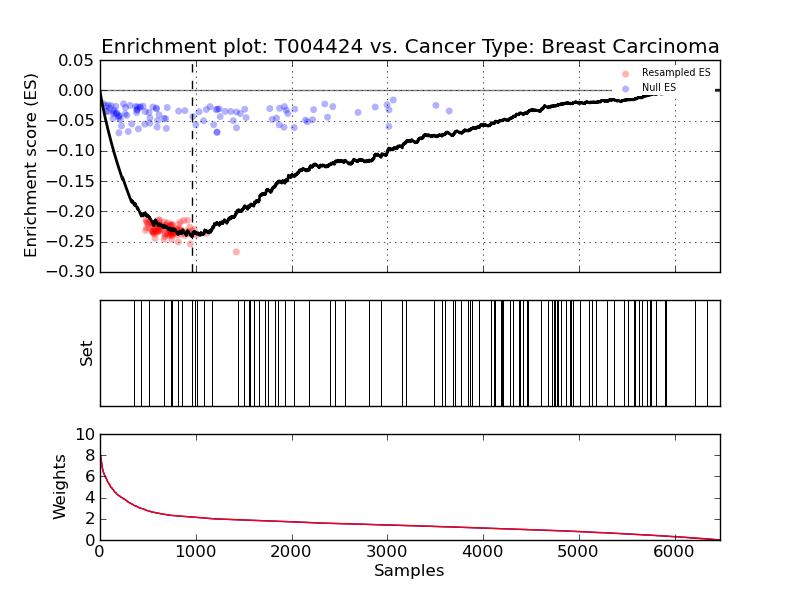 Enrichment plot: T004424 vs. Cancer Type: Breast Carcinoma
Enrichment score (ES)
0.05
0.00
−0.05
−0.10
−0.15
−0.20
−0.25
−0.30
Resampled ES
Null ES
Set
Weights
10
8
6
4
2
0
0 1000 2000 3000 4000 5000 6000
Samples